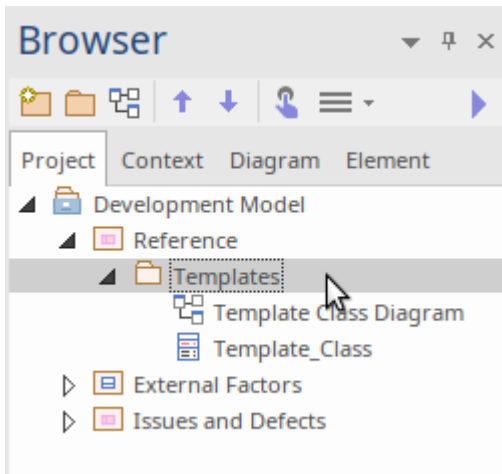 Browser
Project Context Diagram Element
Development Model
Reference
Templates
Template Class Diagram
Template_Class
External Factors
Issues and Defects